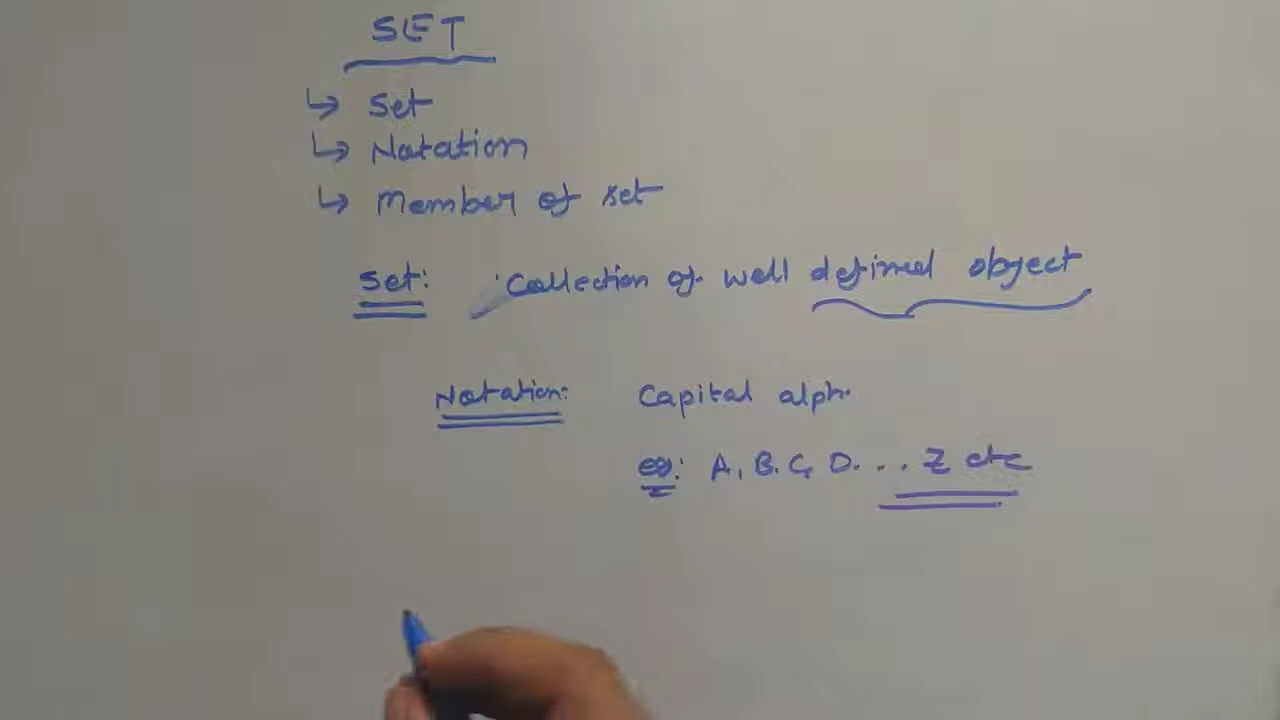 SET
↳ Set
↳ Notation
↳ Member of set
Set: Collection of well defined object
Notation: Capital alph.
eg: A, B, C, D... Z etc